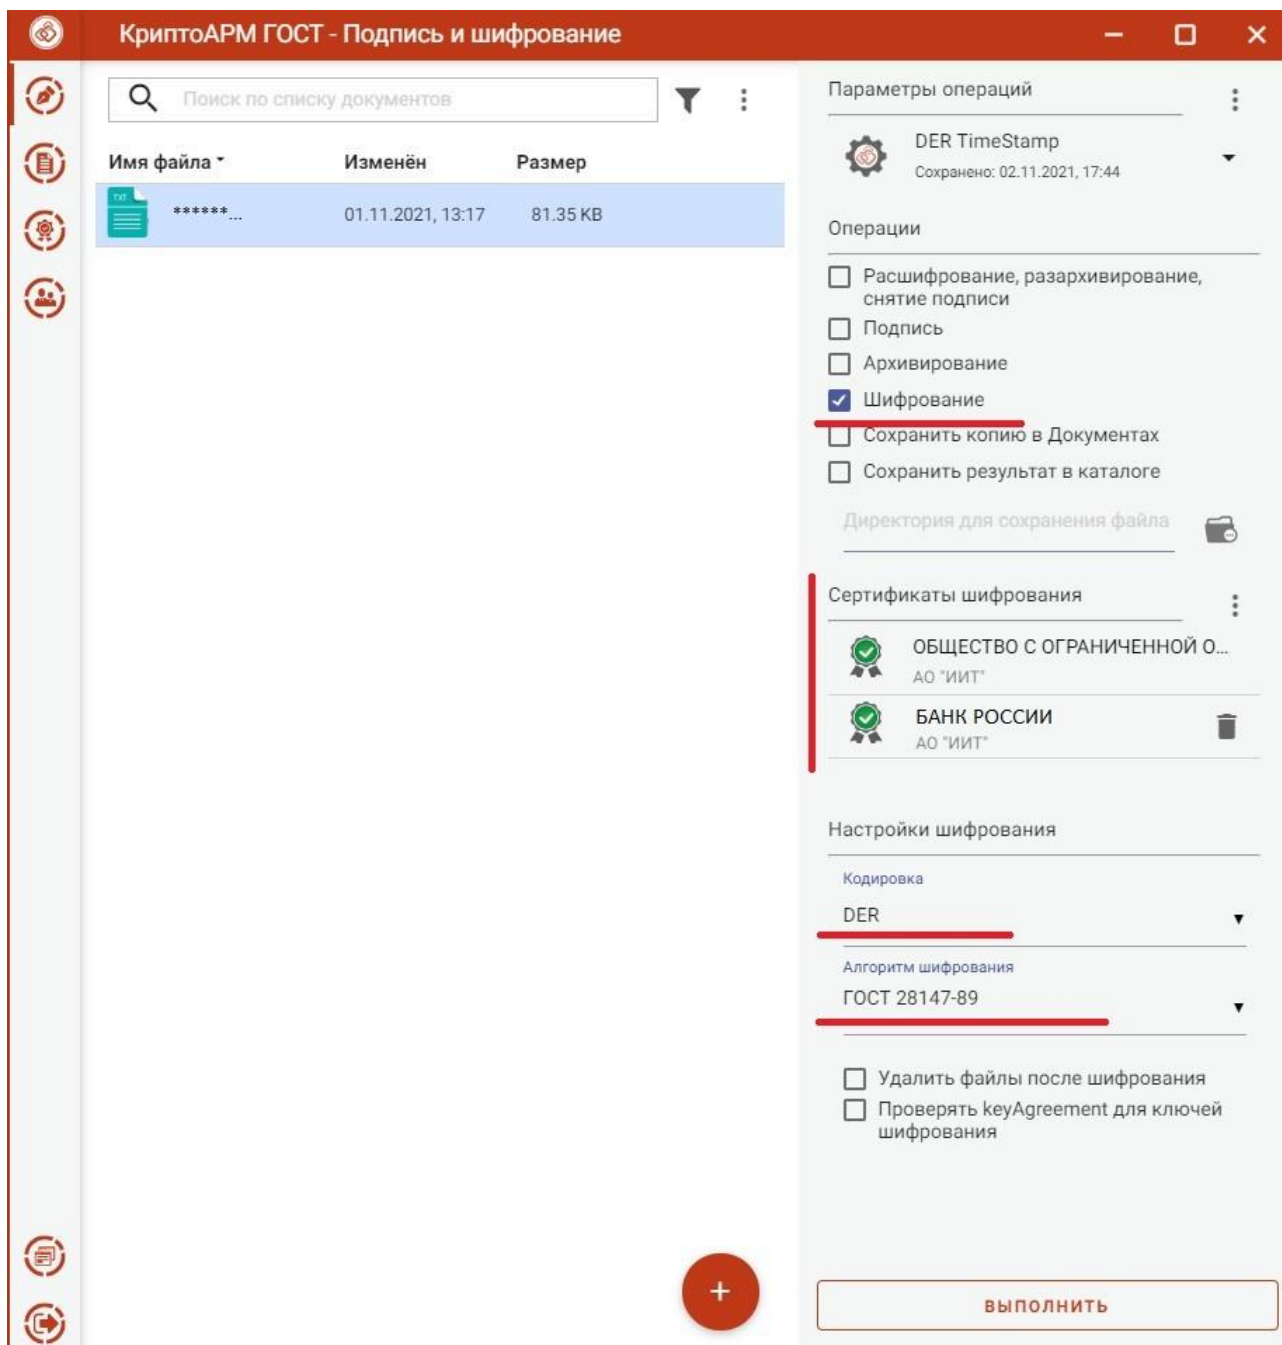 КриптоАРМ ГОСТ - Подпись и шифрование
Поиск по списку документов
Имя файла Изменён Размер
TXT ******... 01.11.2021, 13:17 81.35 KB
Параметры операций
DER TimeStamp
Сохранено: 02.11.2021, 17:44
Операции
Расшифрование, разархивирование,
снятие подписи
Подпись
Архивирование
Шифрование
Сохранить копию в Документах
Сохранить результат в каталоге
Директория для сохранения файла
Сертификаты шифрования
ОБЩЕСТВО С ОГРАНИЧЕННОЙ О...
АО "ИИТ"
БАНК РОССИИ
АО "ИИТ"
Настройки шифрования
Кодировка
DER
Алгоритм шифрования
ГОСТ 28147-89
Удалить файлы после шифрования
Проверять keyAgreement для ключей
шифрования
ВЫПОЛНИТЬ